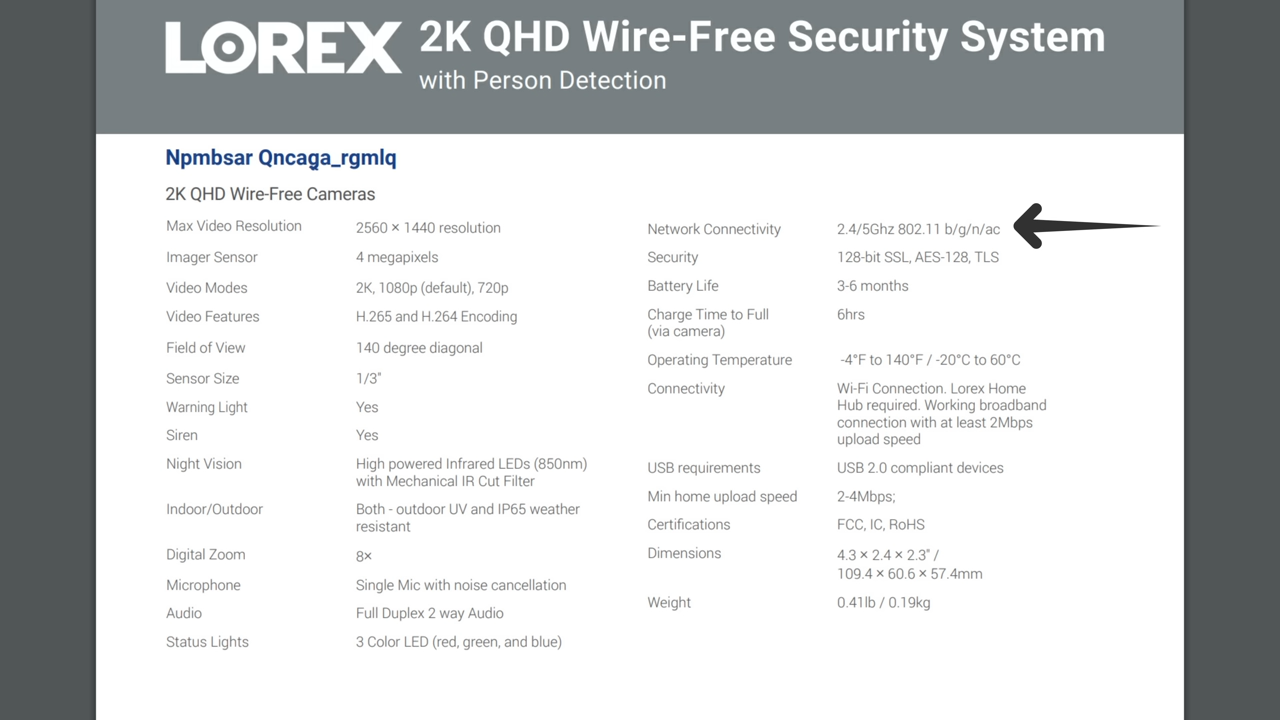 LOREX
2K QHD Wire-Free Security System
with Person Detection
Npmbsar Qncaga_rgmlq
2K QHD Wire-Free Cameras
Max Video Resolution 2560 × 1440 resolution
Imager Sensor 4 megapixels
Video Modes 2K, 1080p (default), 720p
Video Features H.265 and H.264 Encoding
Field of View 140 degree diagonal
Sensor Size 1/3"
Warning Light Yes
Siren Yes
Night Vision High powered Infrared LEDs (850nm)
with Mechanical IR Cut Filter
Indoor/Outdoor Both - outdoor UV and IP65 weather
resistant
Digital Zoom 8×
Microphone Single Mic with noise cancellation
Audio Full Duplex 2 way Audio
Status Lights 3 Color LED (red, green, and blue)
Network Connectivity 2.4/5Ghz 802.11 b/g/n/ac
Security 128-bit SSL, AES-128, TLS
Battery Life 3-6 months
Charge Time to Full 6hrs
(via camera)
Operating Temperature -4°F to 140°F / -20°C to 60°C
Connectivity Wi-Fi Connection. Lorex Home
Hub required. Working broadband
connection with at least 2Mbps
upload speed
USB requirements USB 2.0 compliant devices
Min home upload speed 2-4Mbps;
Certifications FCC, IC, RoHS
Dimensions 4.3 × 2.4 × 2.3" /
109.4 × 60.6 × 57.4mm
Weight 0.41lb / 0.19kg